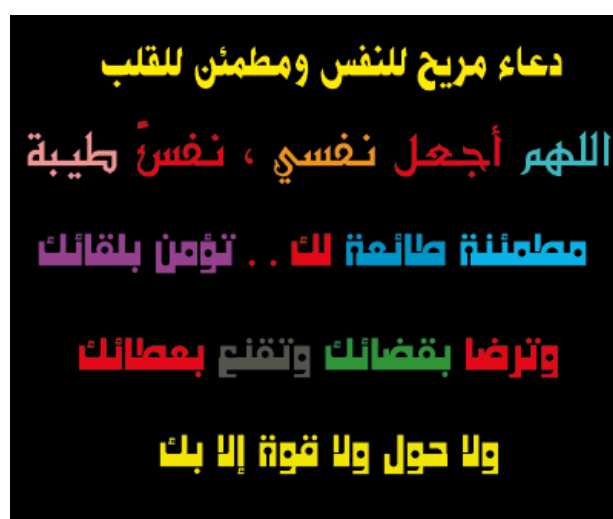 دعاء مريح للنفس ومطمئن للقلب
اللهم أجعل نفسي ، نفسً طيبة
مطمئنة طائعة لك . . تؤمن بلقائك
وترضا بقضائك وتقنع بعطائك
ولا حول ولا قوة إلا بك